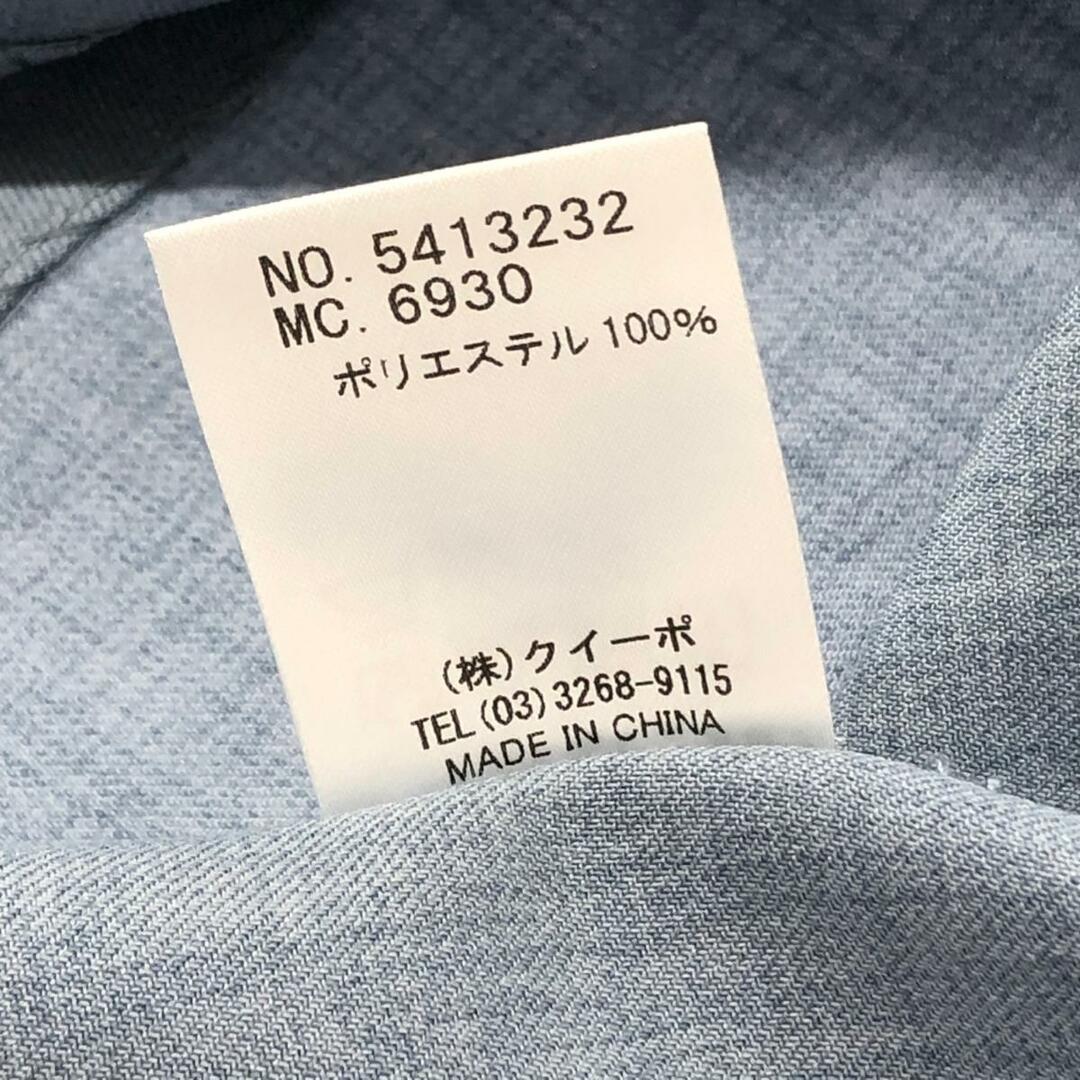 NO. 5413232
MC. 6930
ポリエステル 100%
(株)クイーポ
TEL (03) 3268-9115
MADE IN CHINA